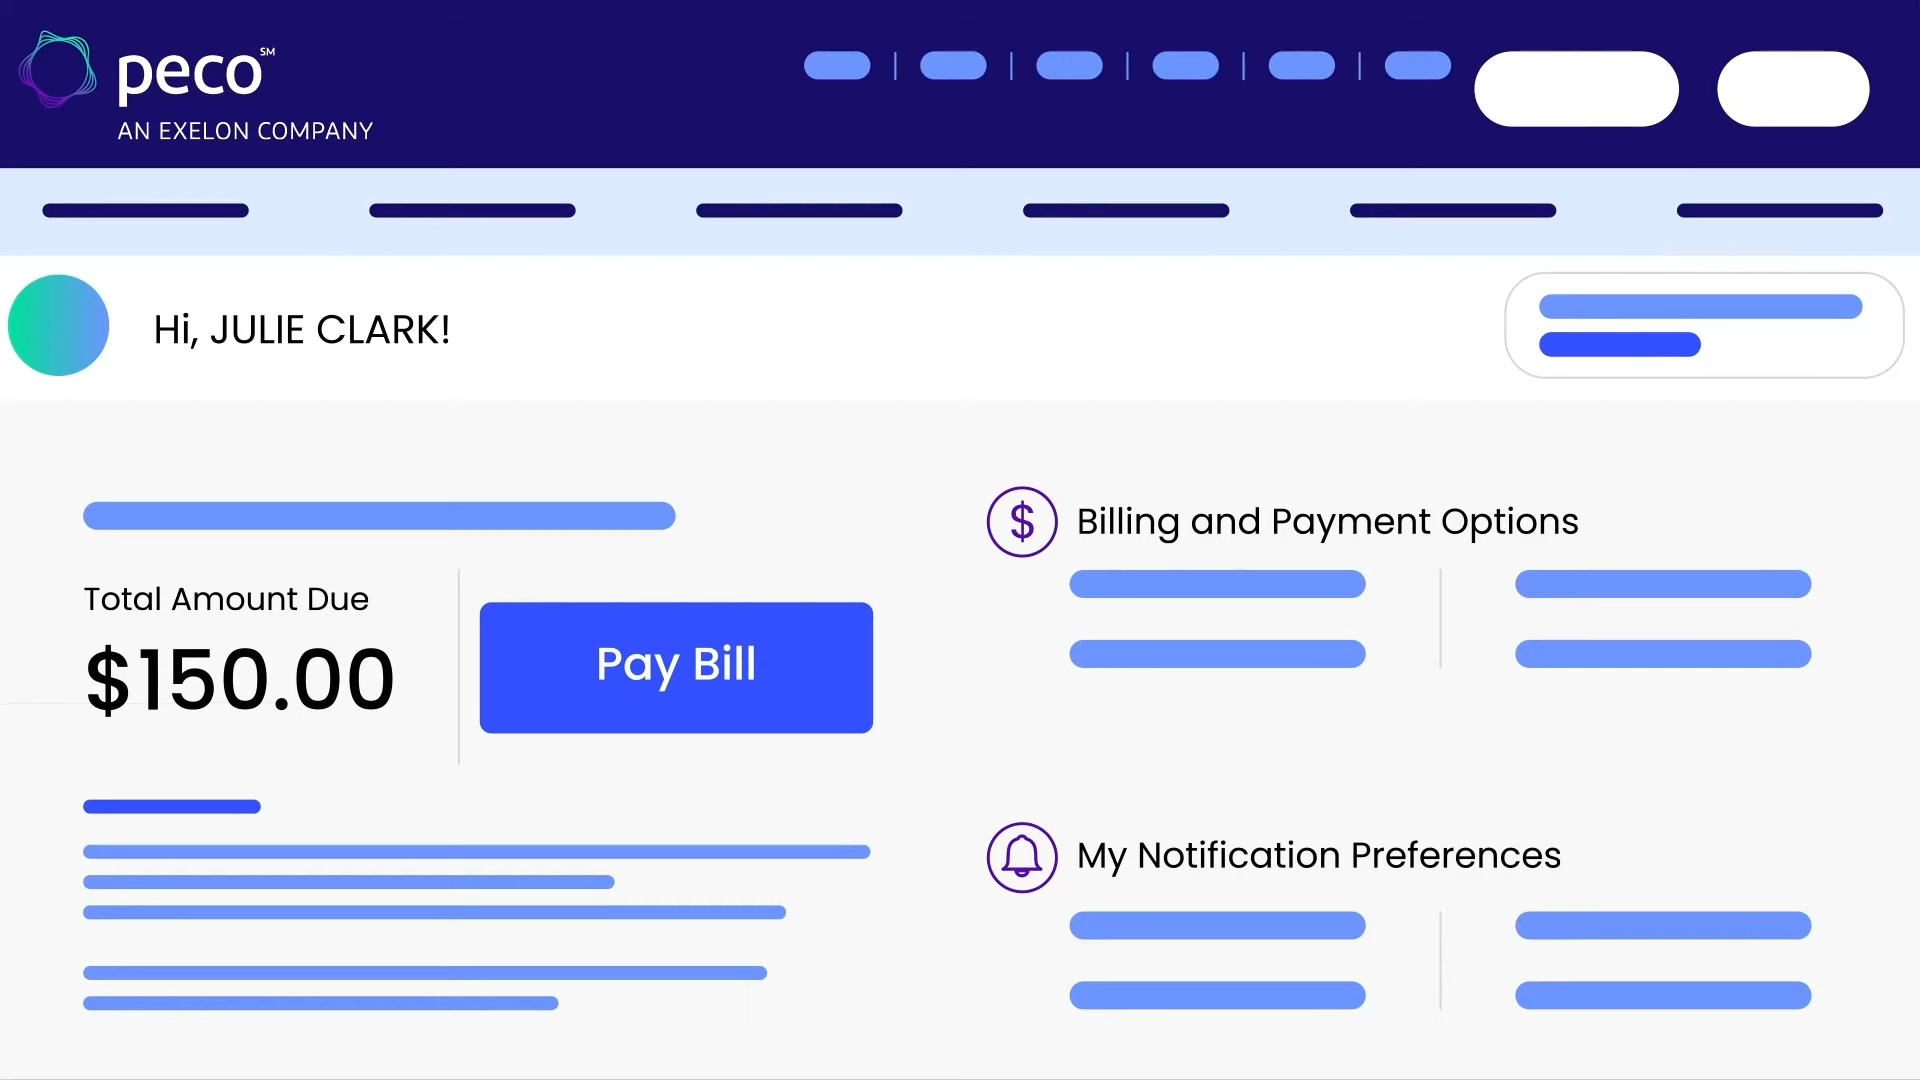 peco℠
AN EXELON COMPANY
Hi, JULIE CLARK!
Total Amount Due
$150.00
Pay Bill
$ Billing and Payment Options
My Notification Preferences